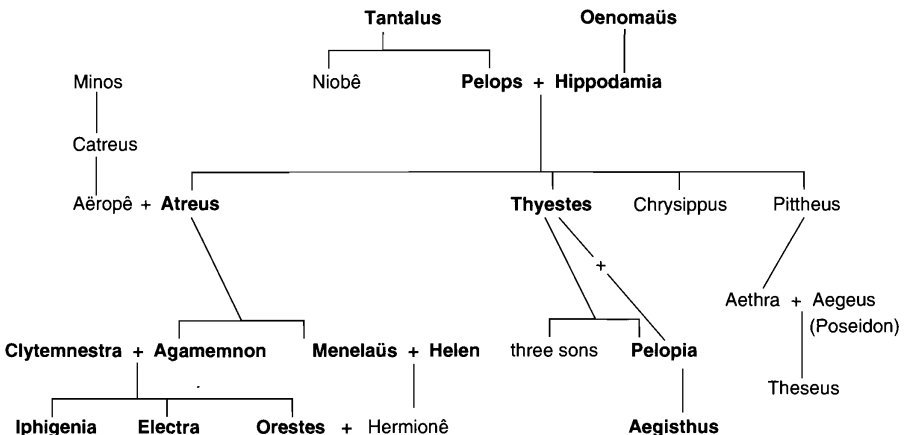 Tantalus Oenomaüs
Minos Niobê Pelops + Hippodamia
Catreus
Aëropê + Atreus Thyestes Chrysippus Pittheus
+
Aethra + Aegeus
(Poseidon)
Clytemnestra + Agamemnon Menelaüs + Helen three sons Pelopia
Theseus
Iphigenia Electra Orestes + Hermionê Aegisthus